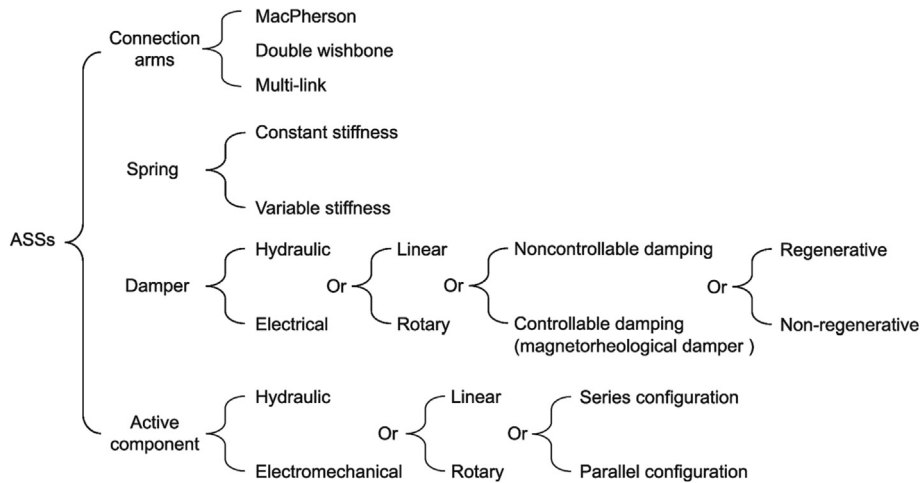 ASSs
Connection
arms
MacPherson
Double wishbone
Multi-link
Spring
Constant stiffness
Variable stiffness
Damper
Hydraulic
Electrical
Or
Linear
Rotary
Or
Noncontrollable damping
Controllable damping
(magnetorheological damper )
Or
Regenerative
Non-regenerative
Active
component
Hydraulic
Electromechanical
Or
Linear
Rotary
Or
Series configuration
Parallel configuration